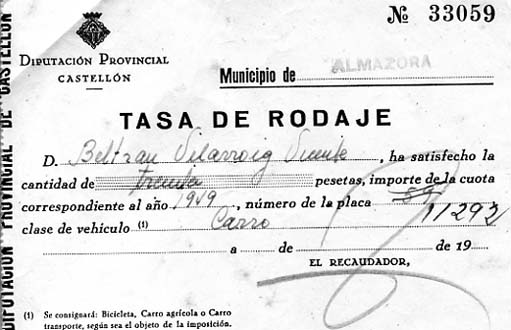 Nº 33059
DIPUTACIÓN PROVINCIAL
CASTELLÓN
Municipio de ALMAZORA
TASA DE RODAJE
D. Beltran Vilarroig Vicente, ha satisfecho la
cantidad de treinta pesetas, importe de la cuota
correspondiente al año 1949, número de la placa 11292
clase de vehículo (1) Carro
a de de 19
EL RECAUDADOR,
(1) Se consignará: Bicicleta, Carro agrícola o Carro
transporte, según sea el objeto de la imposición.
DIPUTACION PROVINCIAL DE CASTELLON